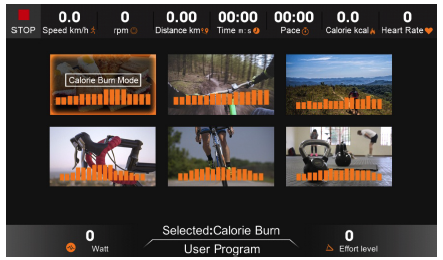 0.0 0 0.00 00:00 00:00 0.0 0
STOP Speed km/h rpm Distance km Time m:s Pace Calorie kcal Heart Rate
Calorie Burn Mode
Selected:Calorie Burn
0 0
Watt User Program Effort level